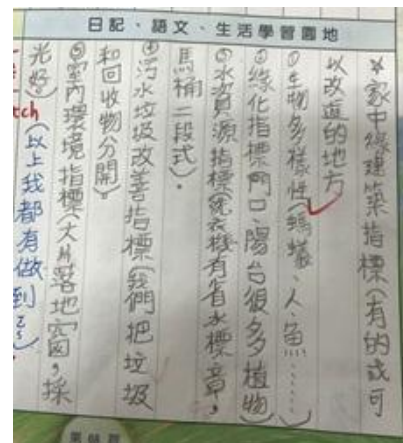 日記、語文、生活學習園地
※家中綠建築指標(有的或可
以改進的地方
①生物多樣性(螞蟻、人、魚……)
②綠化指標(門口、陽台很多植物)
③水資源指標(洗衣機有省水標章,
馬桶二段式)。
④污水垃圾改善指標(我們把垃圾
和回收物分開)。
⑤室內環境指標(大片落地窗,採
光好)
(以上我都有做到
tch